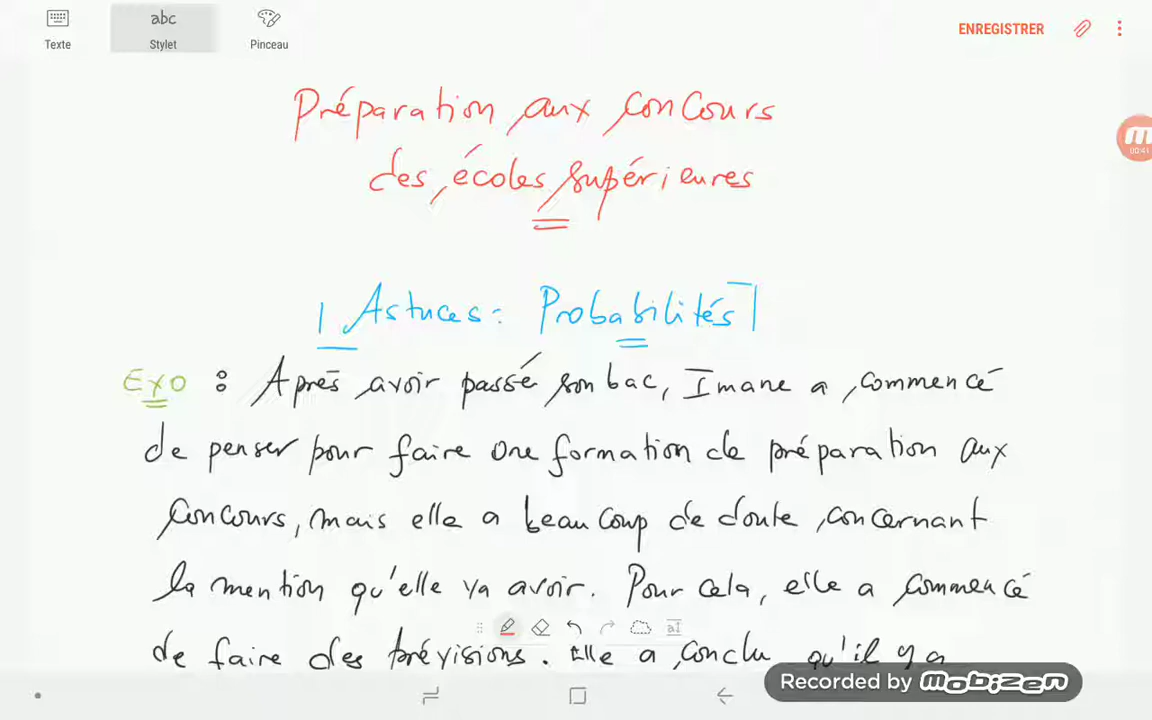 abc
Texte
Stylet
Pinceau
ENREGISTRER
00:41
Préparation aux concours
des écoles supérieures
1 Astuces: Probabilités
Exo : Après avoir passé son bac, Imane a commencé
de penser pour faire une formation de préparation aux
concours, mais elle a beaucoup de doute concernant
la mention qu'elle va avoir. Pour cela, elle a commencé
de faire des prévisions. Elle a conclu qu'il y a
Recorded by mobizen